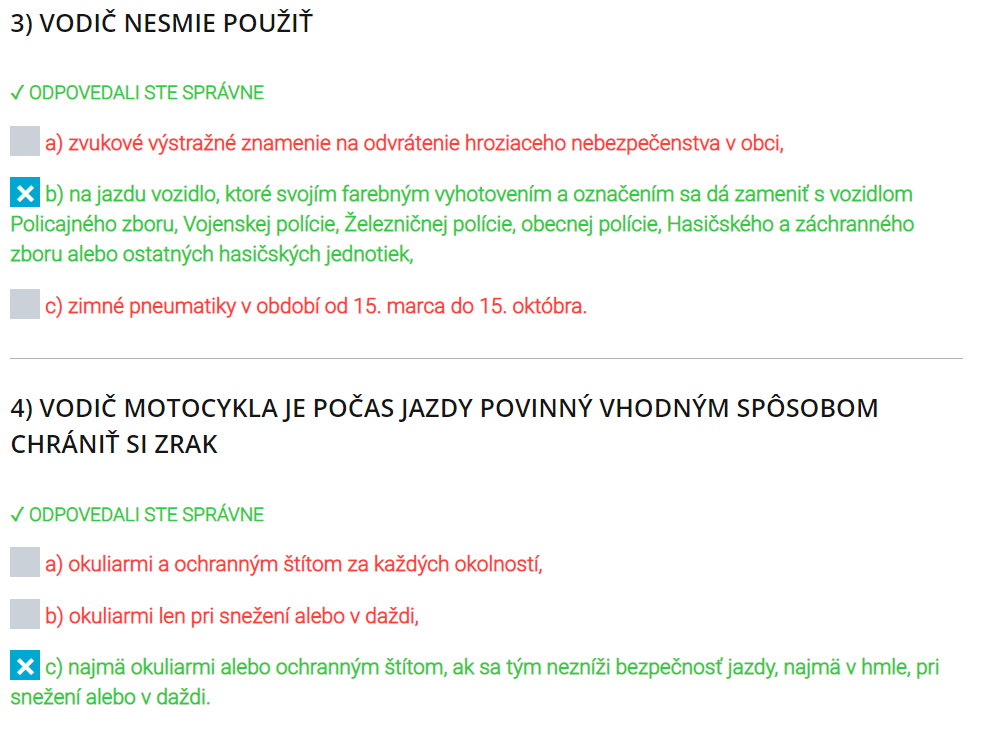 3) VODIČ NESMIE POUŽIŤ
✓ ODPOVEDALI STE SPRÁVNE
a) zvukové výstražné znamenie na odvrátenie hroziaceho nebezpečenstva v obci,
b) na jazdu vozidlo, ktoré svojím farebným vyhotovením a označením sa dá zameniť s vozidlom
Policajného zboru, Vojenskej polície, Železničnej polície, obecnej polície, Hasičského a záchranného
zboru alebo ostatných hasičských jednotiek,
c) zimné pneumatiky v období od 15. marca do 15. októbra.
4) VODIČ MOTOCYKLA JE POČAS JAZDY POVINNÝ VHODNÝM SPÔSOBOM
CHRÁNIŤ SI ZRAK
✓ ODPOVEDALI STE SPRÁVNE
a) okuliarmi a ochranným štítom za každých okolností,
b) okuliarmi len pri snežení alebo v daždi,
c) najmä okuliarmi alebo ochranným štítom, ak sa tým nezníži bezpečnosť jazdy, najmä v hmle, pri
snežení alebo v daždi.